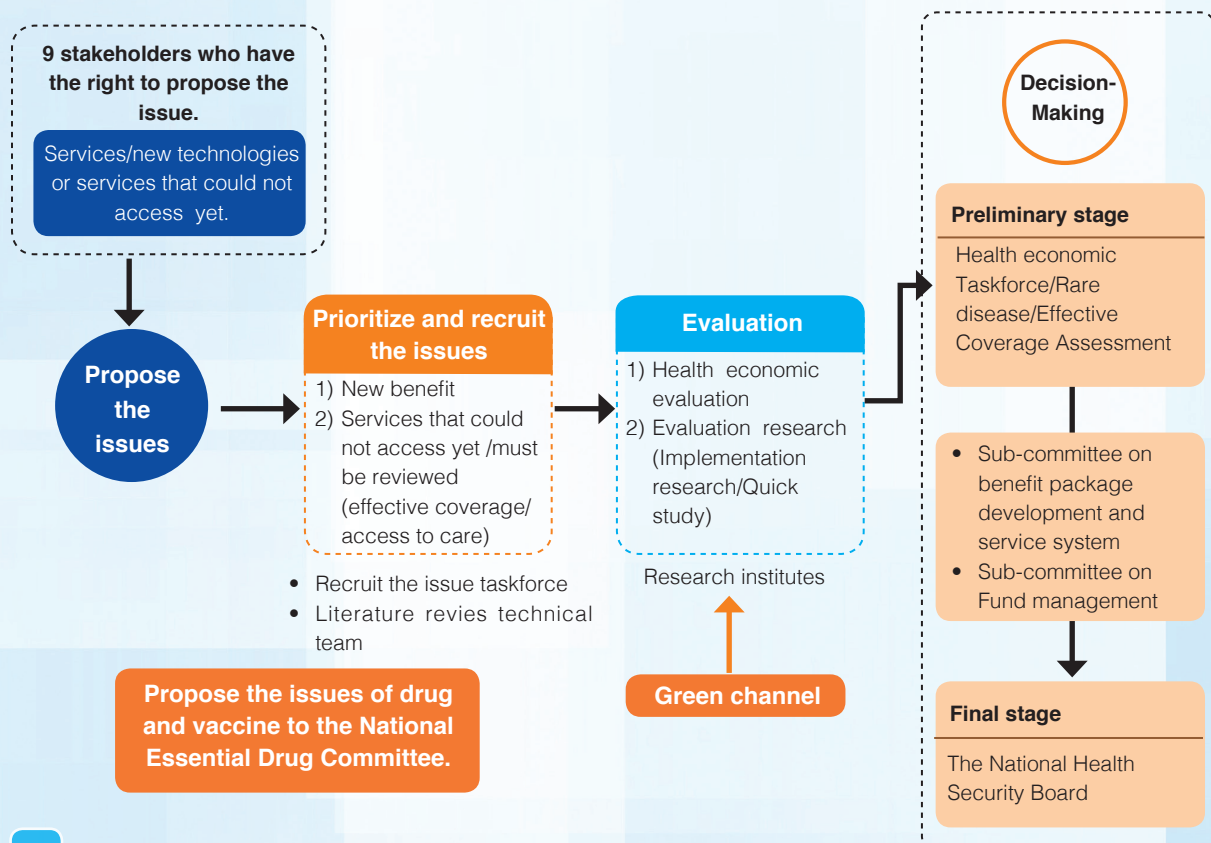 9 stakeholders who have
the right to propose the
issue.
Services/new technologies
or services that could not
access yet.
Propose
the
issues
Prioritize and recruit
the issues
1) New benefit
2) Services that could
not access yet /must
be reviewed
(effective coverage/
access to care)
• Recruit the issue taskforce
• Literature revies technical
team
Propose the issues of drug
and vaccine to the National
Essential Drug Committee.
Evaluation
1) Health economic
evaluation
2) Evaluation research
(Implementation
research/Quick
study)
Research institutes
Green channel
Decision-
Making
Preliminary stage
Health economic
Taskforce/Rare
disease/Effective
Coverage Assessment
• Sub-committee on
benefit package
development and
service system
• Sub-committee on
Fund management
Final stage
The National Health
Security Board